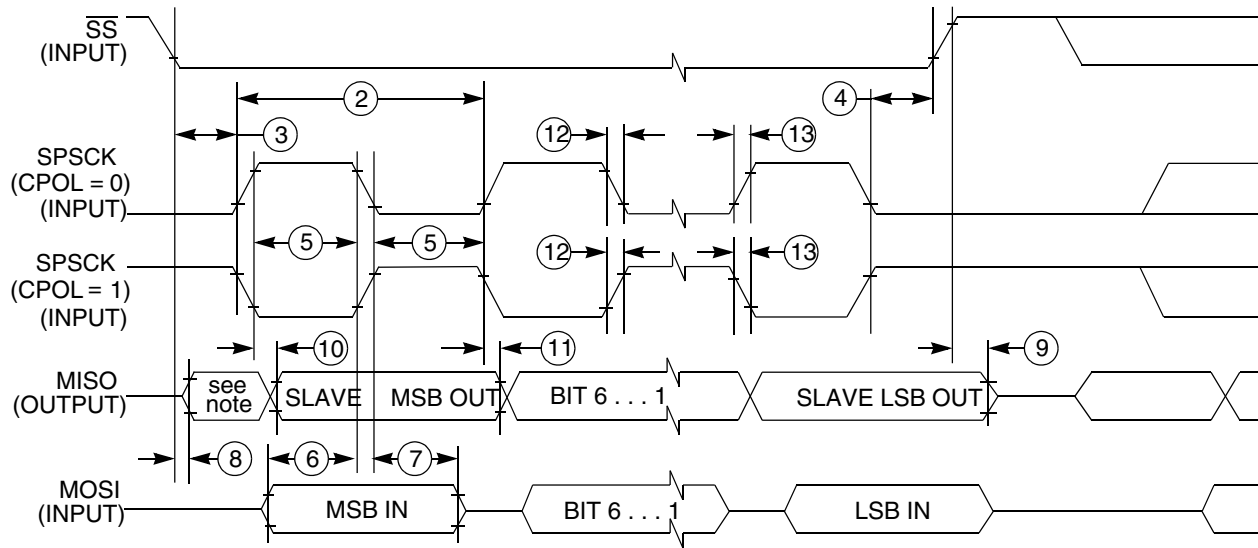 SS
(INPUT)
2
4
3
12
13
SPSCK
(CPOL = 0)
(INPUT)
5
5
12
13
SPSCK
(CPOL = 1)
(INPUT)
10
11
9
MISO
(OUTPUT)
see
note
SLAVE
MSB OUT
BIT 6 . . . 1
SLAVE LSB OUT
8
6
7
MOSI
(INPUT)
MSB IN
BIT 6 . . . 1
LSB IN